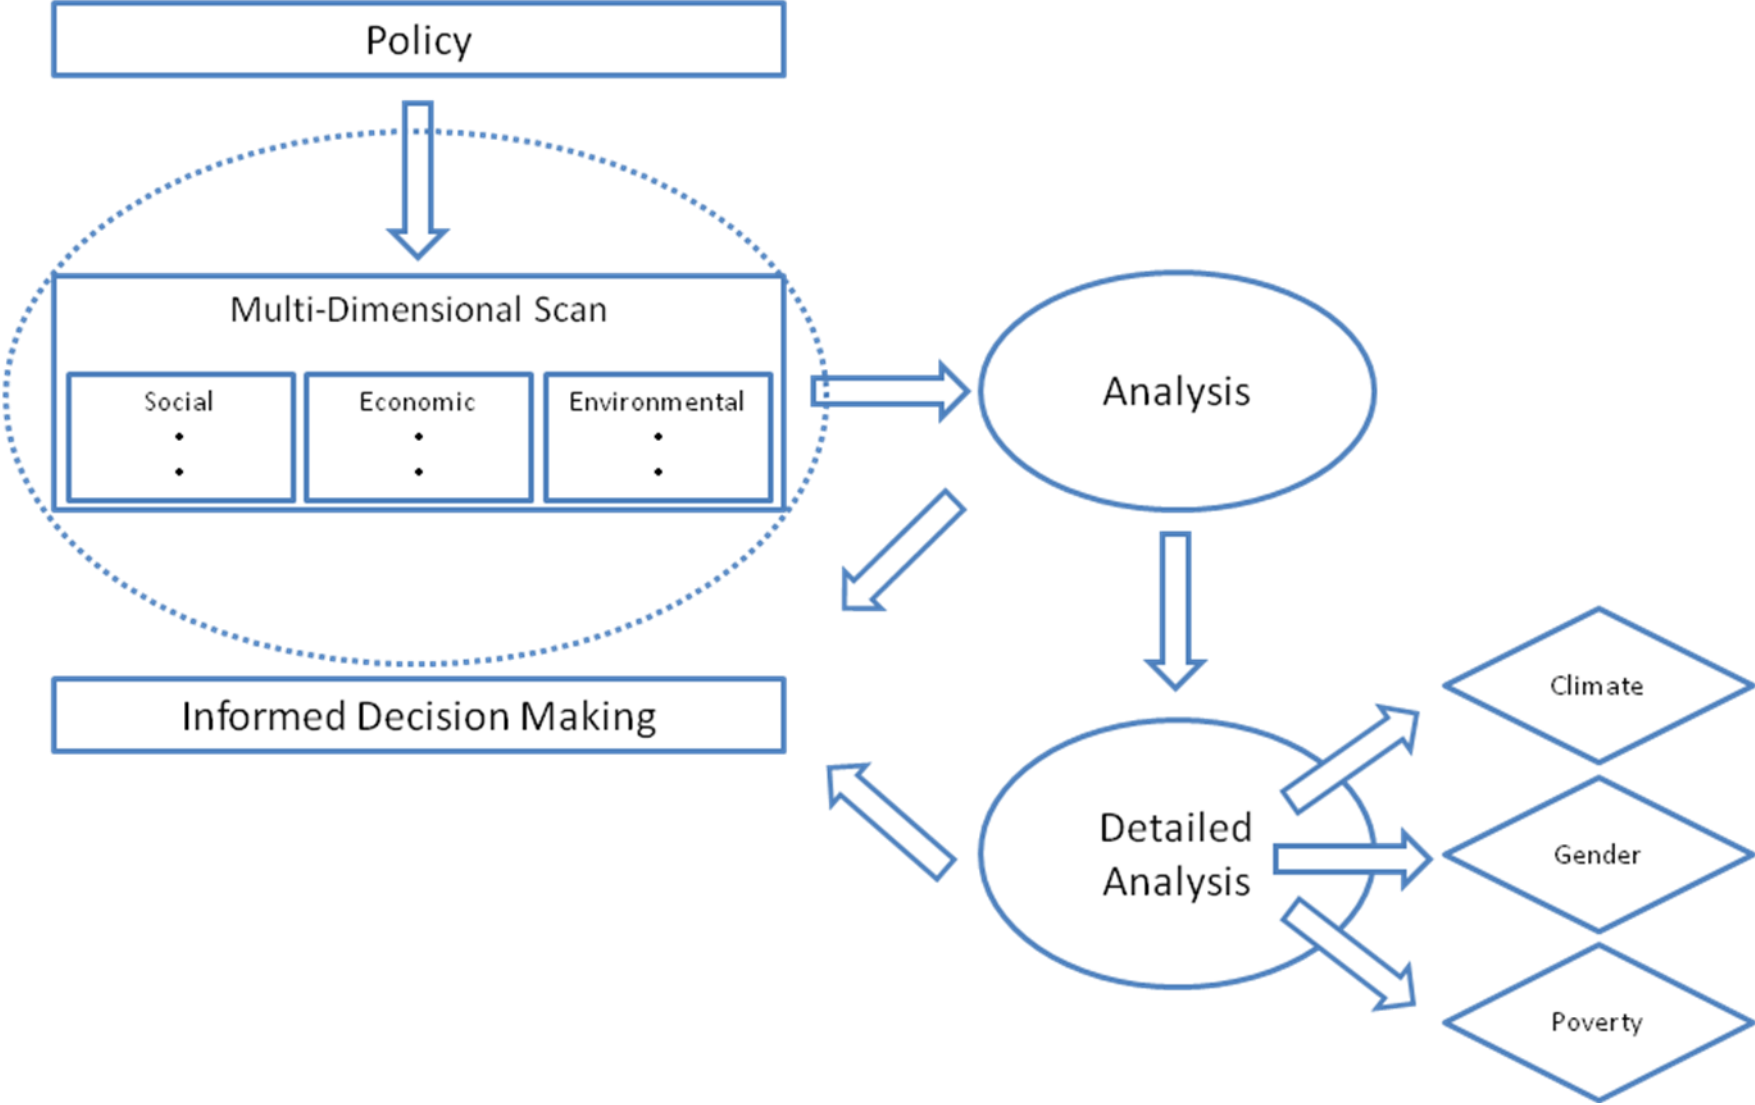 Policy
Multi-Dimensional Scan
Social
Economic
Environmental
•
•
•
•
•
•
Analysis
Informed Decision Making
Detailed
Analysis
Climate
Gender
Poverty